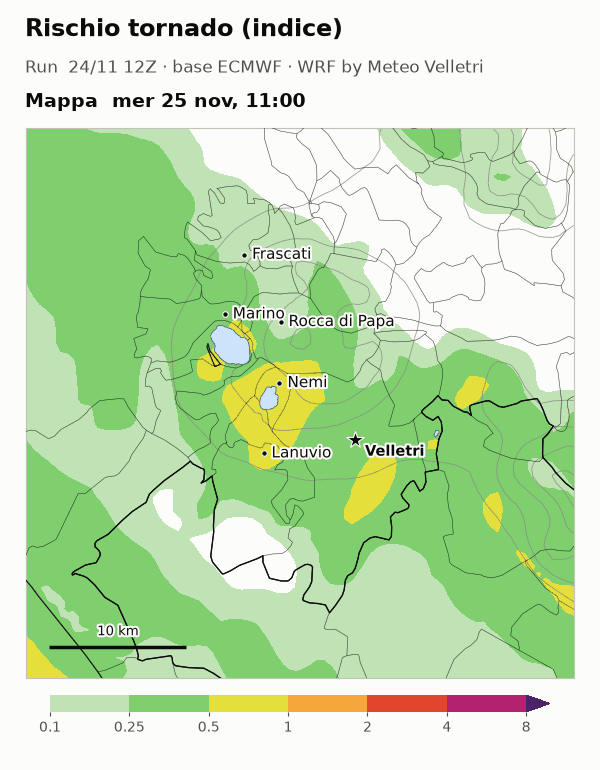 Rischio tornado (indice)
Run  24/11 12Z · base ECMWF · WRF by Meteo Velletri
Mappa  mer 25 nov, 11:00
Frascati
Marino
Rocca di Papa
Nemi
Velletri
Lanuvio
10 km
0.1 0.25 0.5 1 2 4 8